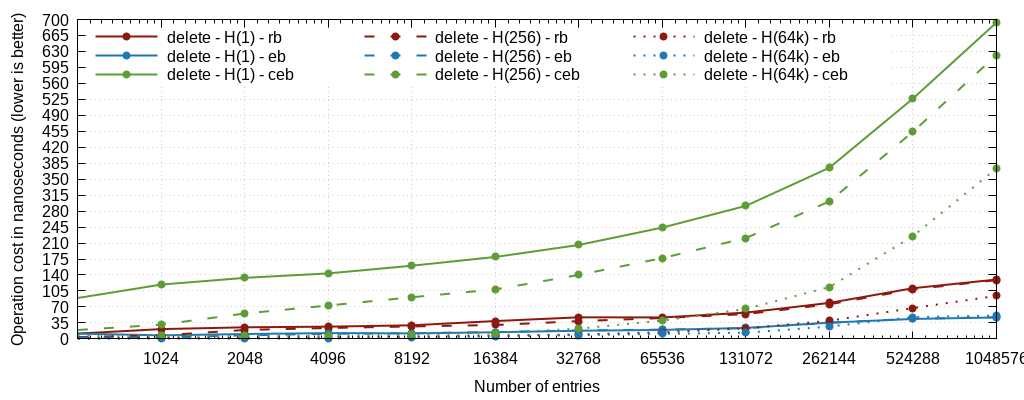 Operation cost in nanoseconds (lower is better)
700
665
630
595
560
525
490
455
420
385
350
315
280
245
210
175
140
105
70
35
0
delete - H(1) - rb
delete - H(1) - eb
delete - H(1) - ceb
delete - H(256) - rb
delete - H(256) - eb
delete - H(256) - ceb
delete - H(64k) - rb
delete - H(64k) - eb
delete - H(64k) - ceb
1024 2048 4096 8192 16384 32768 65536 131072 262144 524288 1048576
Number of entries